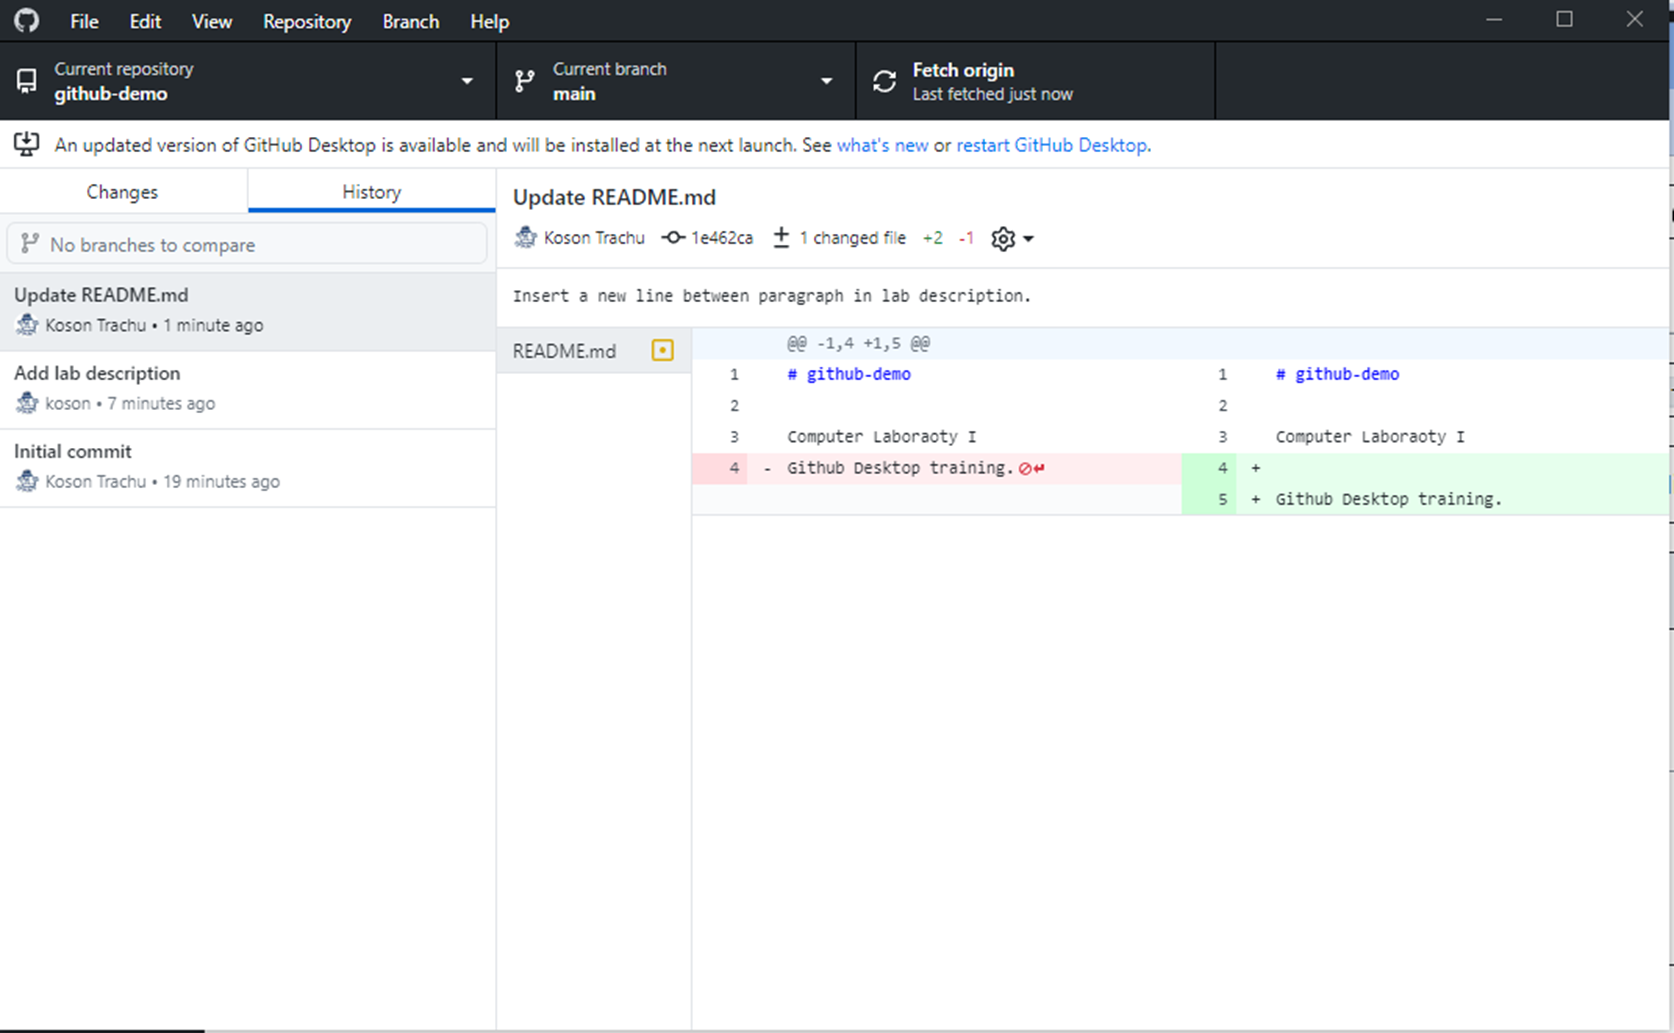 File Edit View Repository Branch Help
Current repository
github-demo
Current branch
main
Fetch origin
Last fetched just now
An updated version of GitHub Desktop is available and will be installed at the next launch. See what's new or restart GitHub Desktop.
Changes History
No branches to compare
Update README.md
Koson Trachu • 1 minute ago
Add lab description
koson • 7 minutes ago
Initial commit
Koson Trachu • 19 minutes ago
Update README.md
Koson Trachu 1e462ca 1 changed file +2 -1
Insert a new line between paragraph in lab description.
README.md
@@ -1,4 +1,5 @@
1 # github-demo 1 # github-demo
2 2
3 Computer Laboraoty I 3 Computer Laboraoty I
4 - Github Desktop training. 4 +
5 + Github Desktop training.